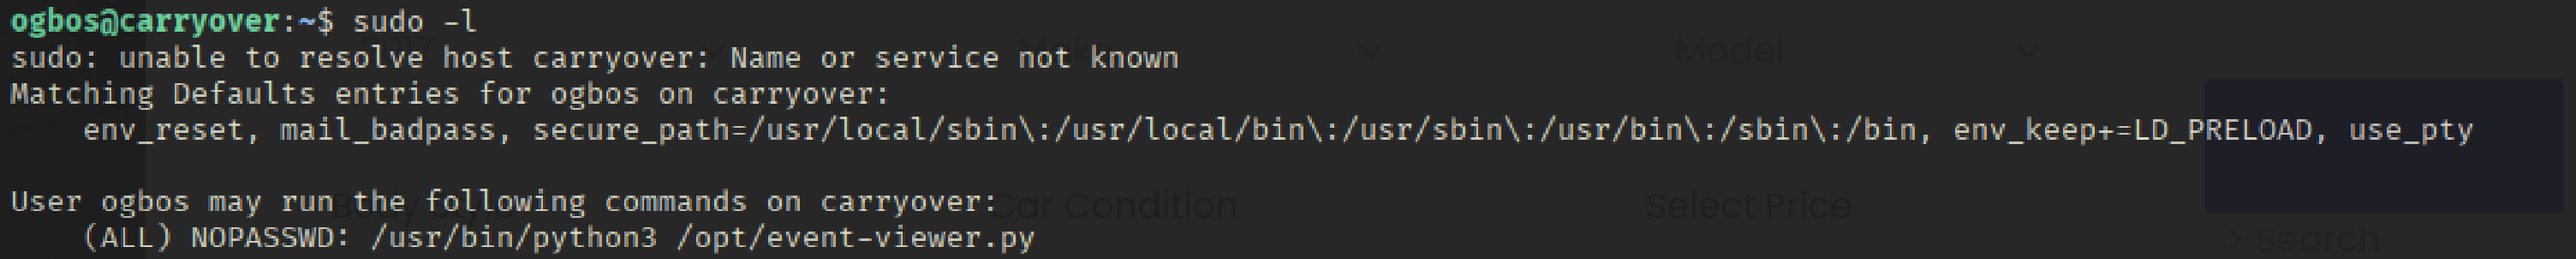 ogbos@carryover:~$ sudo -l
sudo: unable to resolve host carryover: Name or service not known
Matching Defaults entries for ogbos on carryover:
    env_reset, mail_badpass, secure_path=/usr/local/sbin\:/usr/local/bin\:/usr/sbin\:/usr/bin\:/sbin\:/bin, env_keep+=LD_PRELOAD, use_pty
User ogbos may run the following commands on carryover:
    (ALL) NOPASSWD: /usr/bin/python3 /opt/event-viewer.py
Model
Car Condition
Select Price
> Search